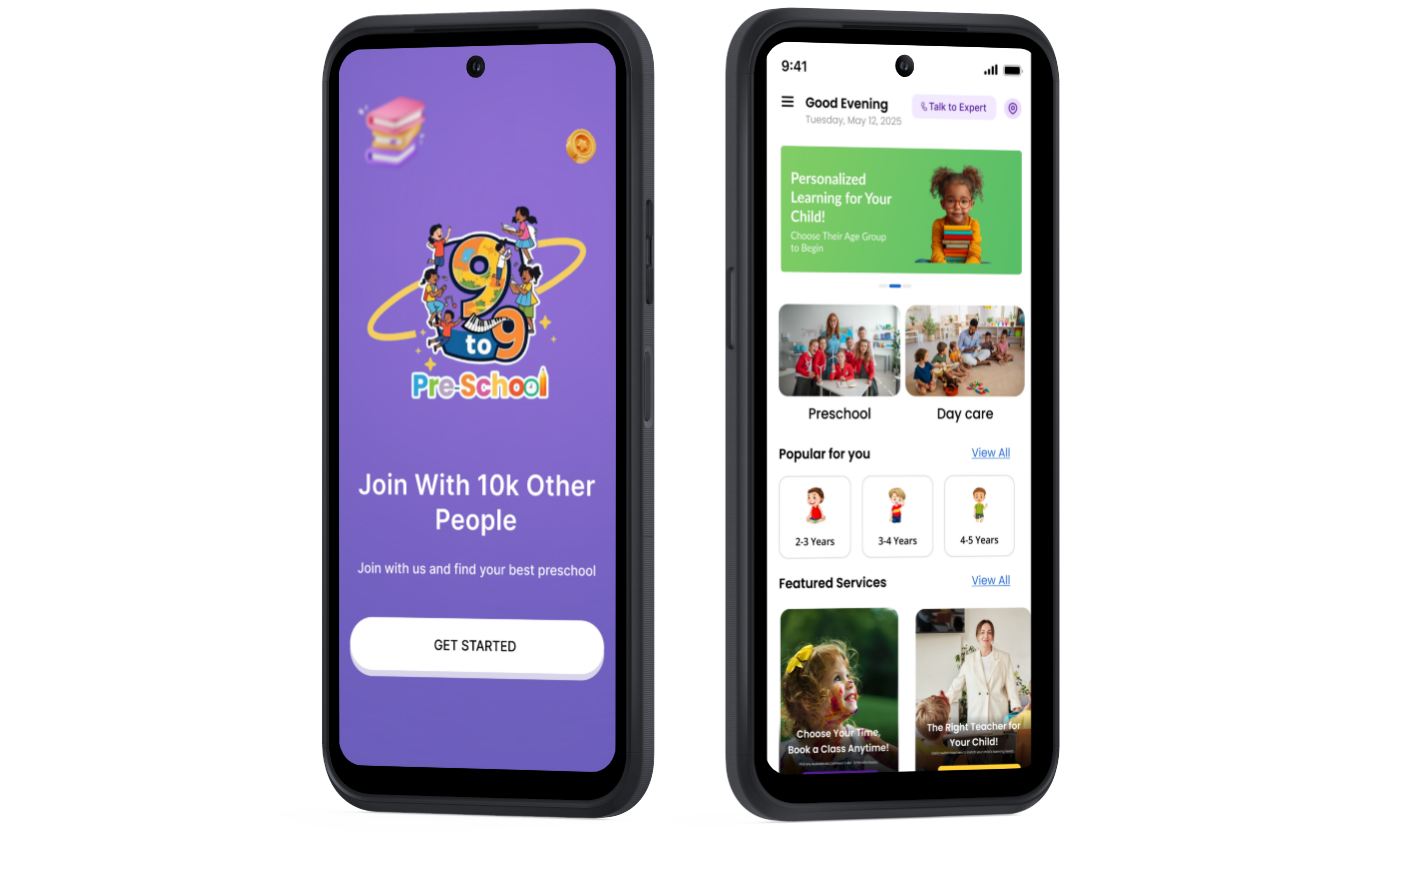 9
to 9
Pre-School
Join With 10k Other
People
Join with us and find your best preschool
GET STARTED
9:41
Good Evening
Talk to Expert
Tuesday, May 12, 2025
Personalized
Learning for Your
Child!
Choose Their Age Group
to Begin
Preschool
Day care
Popular for you
View All
2-3 Years
3-4 Years
4-5 Years
Featured Services
View All
Choose Your Time,
Book a Class Anytime!
The Right Teacher for
Your Child!